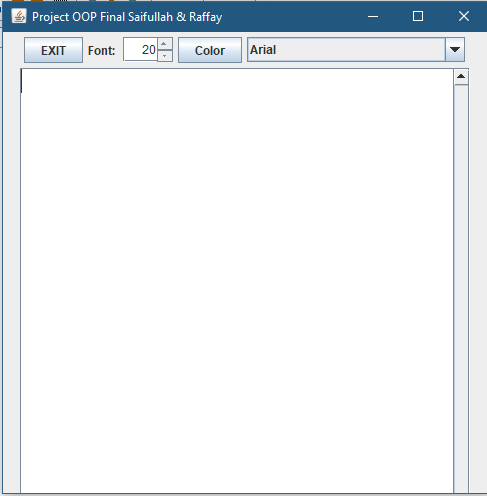 Project OOP Final Saifullah & Raffay
EXIT Font: 20 Color Arial